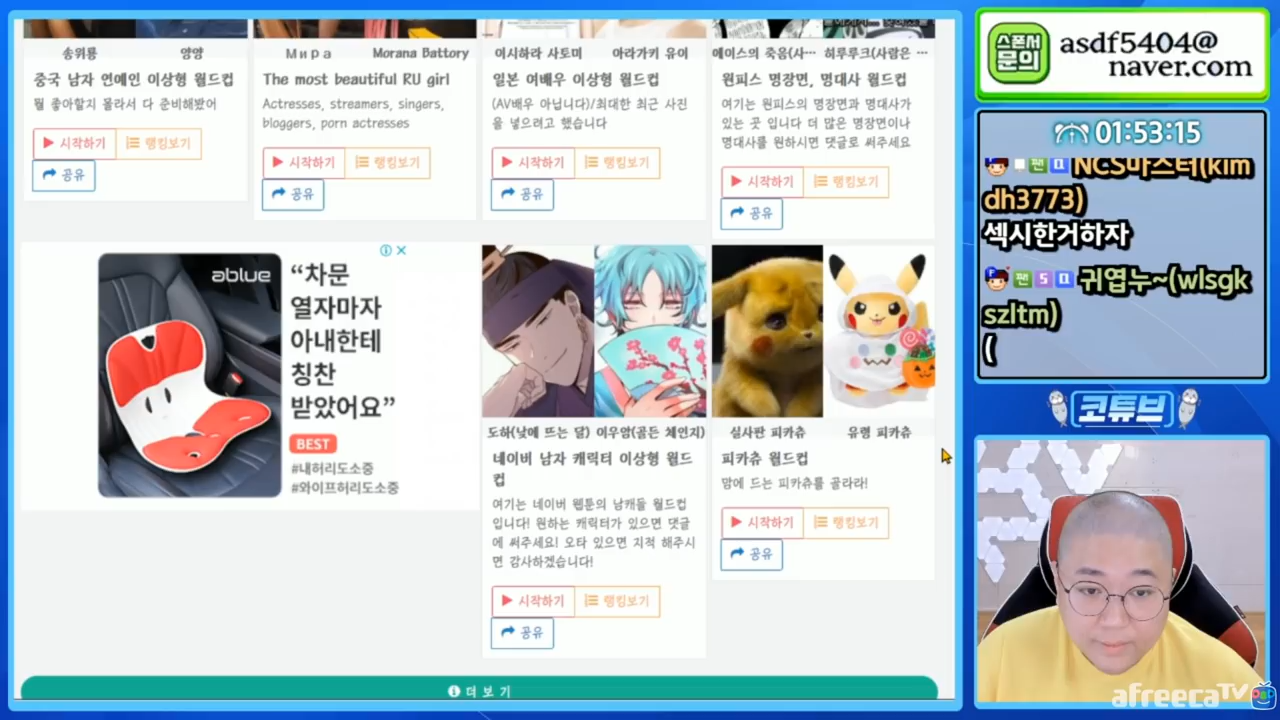 송위룡 양양
중국 남자 연예인 이상형 월드컵
뭘 좋아할지 몰라서 다 준비해봤어
▶ 시작하기 랭킹보기
공유
Мира Morana Battory
The most beautiful RU girl
Actresses, streamers, singers,
bloggers, porn actresses
▶ 시작하기 랭킹보기
공유
이시하라 사토미 아라가키 유이
일본 여배우 이상형 월드컵
(AV배우 아닙니다)/최대한 최근 사진
을 넣으려고 했습니다
▶ 시작하기 랭킹보기
공유
에이스의 죽음(사… 히루루크(사람은 …
원피스 명장면, 명대사 월드컵
여기는 원피스의 명장면과 명대사가
있는 곳 입니다 더 많은 명장면이나
명대사를 원하시면 댓글로 써주세요
▶ 시작하기 랭킹보기
공유
ablue
“차문
열자마자
아내한테
칭찬
받았어요”
BEST
#내허리도소중
#와이프허리도소중
도하(낮에 뜨는 달) 이우암(골든 체인지)
네이버 남자 캐릭터 이상형 월드
컵
여기는 네이버 웹툰의 남캐들 월드컵
입니다! 원하는 캐릭터가 있으면 댓글
에 써주세요! 오타 있으면 지적 해주시
면 감사하겠습니다!
▶ 시작하기 랭킹보기
공유
실사판 피카츄 유령 피카츄
피카츄 월드컵
맘에 드는 피카츄를 골라라!
▶ 시작하기 랭킹보기
공유
더 보 기
스폰서
문의
asdf5404@
naver.com
01:53:15
팬 NCS마스터(kim
dh3773)
섹시한거하자
팬 5 귀엽누~(wlsgk
szltm)
(
코튜브
afreecaTV